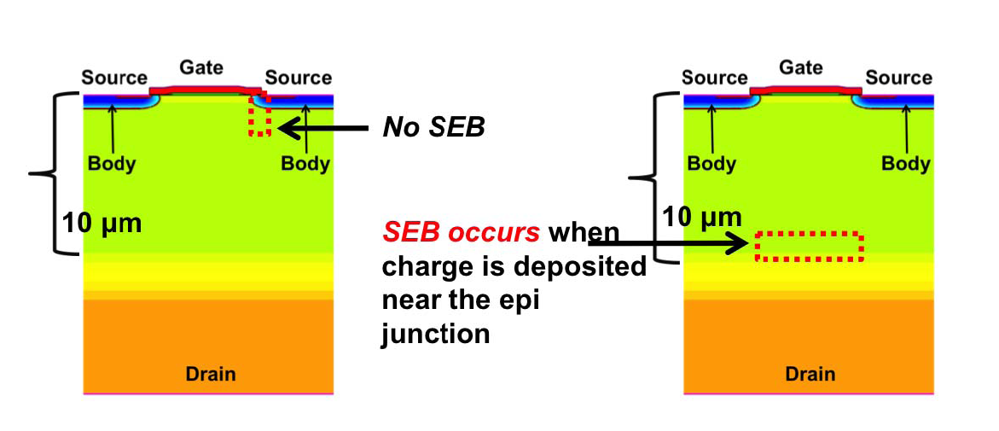 Source
Gate
Source
Body
Body
10 µm
No SEB
SEB occurs when
charge is deposited
near the epi
junction
Drain
Source
Gate
Source
Body
Body
10 µm
Drain